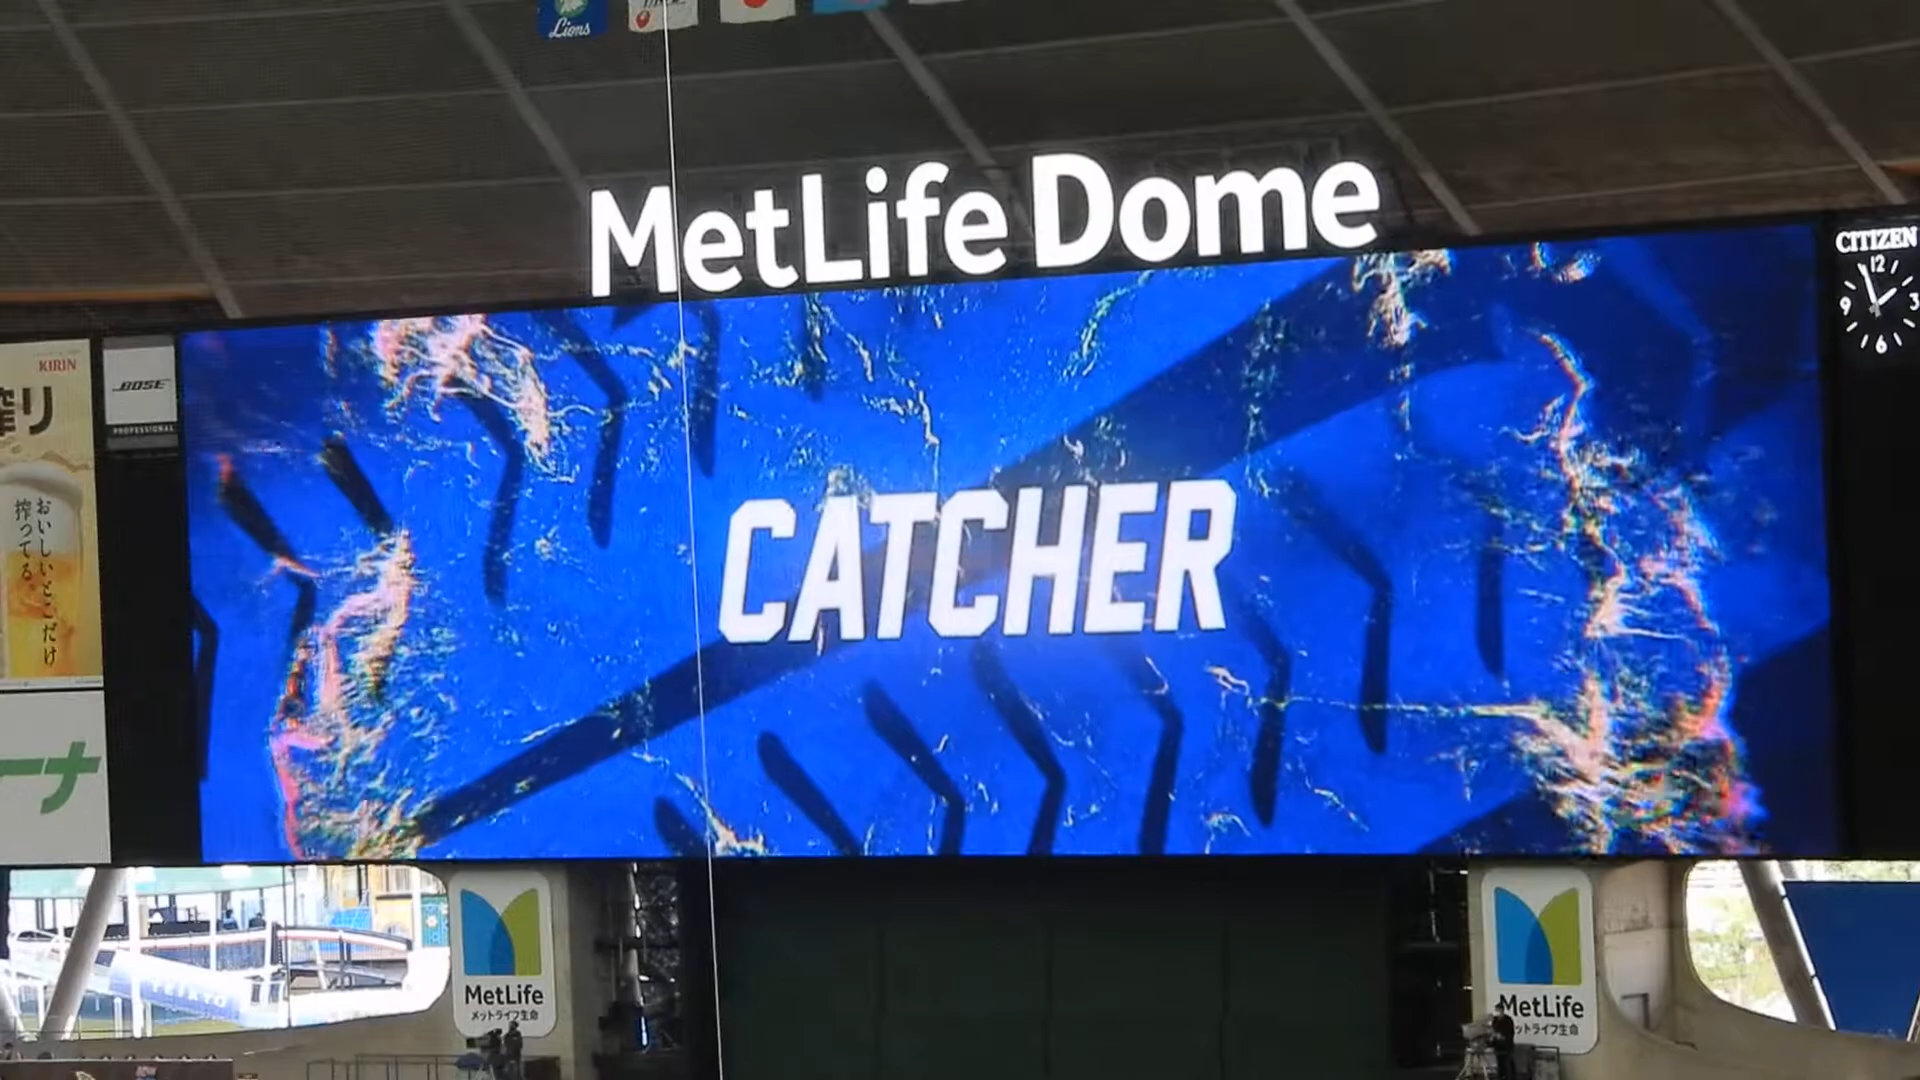 Lions
MetLife Dome
CITIZEN
12
9
3
6
KIRIN
搾り
おいしいとこだけ
搾ってる。
BOSE
PROFESSIONAL
CATCHER
ーナ
MetLife
メットライフ生命
MetLife
ットライフ生命